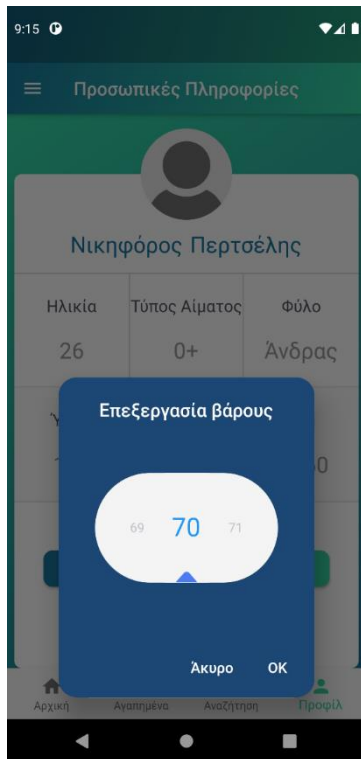 9:15
Προσωπικές Πληροφορίες
Νικηφόρος Περτσέλης
Ηλικία Τύπος Αίματος Φύλο
26 0+ Άνδρας
Επεξεργασία βάρους
69 70 71
Άκυρο OK
Αρχική Αγαπημένα Αναζήτηση Προφίλ